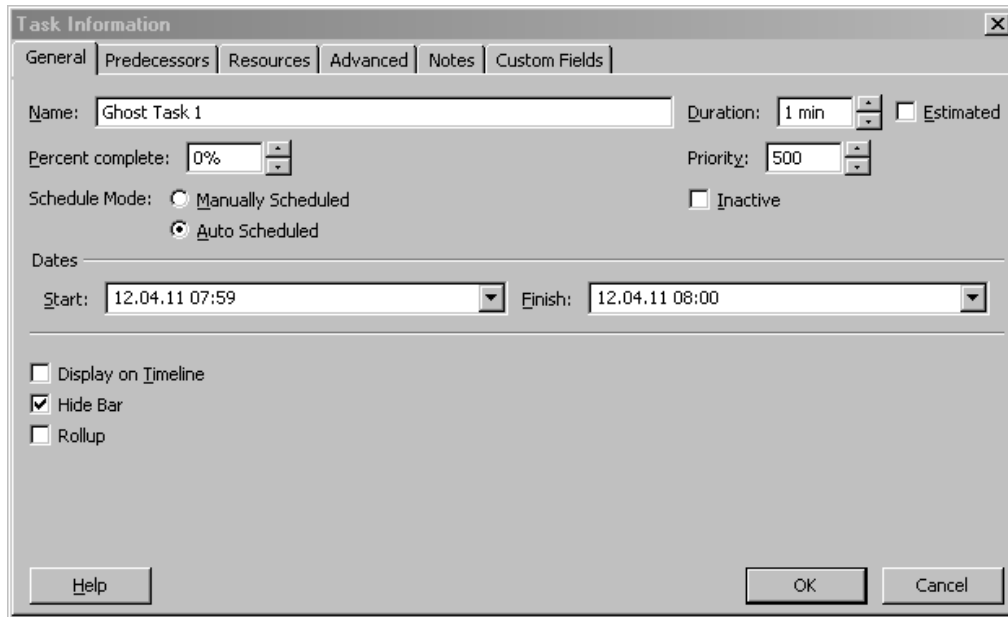 Task Information
General Predecessors Resources Advanced Notes Custom Fields
Name: Ghost Task 1 Duration: 1 min Estimated
Percent complete: 0% Priority: 500
Schedule Mode: Manually Scheduled Inactive
Auto Scheduled
Dates
Start: 12.04.11 07:59 Finish: 12.04.11 08:00
Display on Timeline
Hide Bar
Rollup
Help OK Cancel